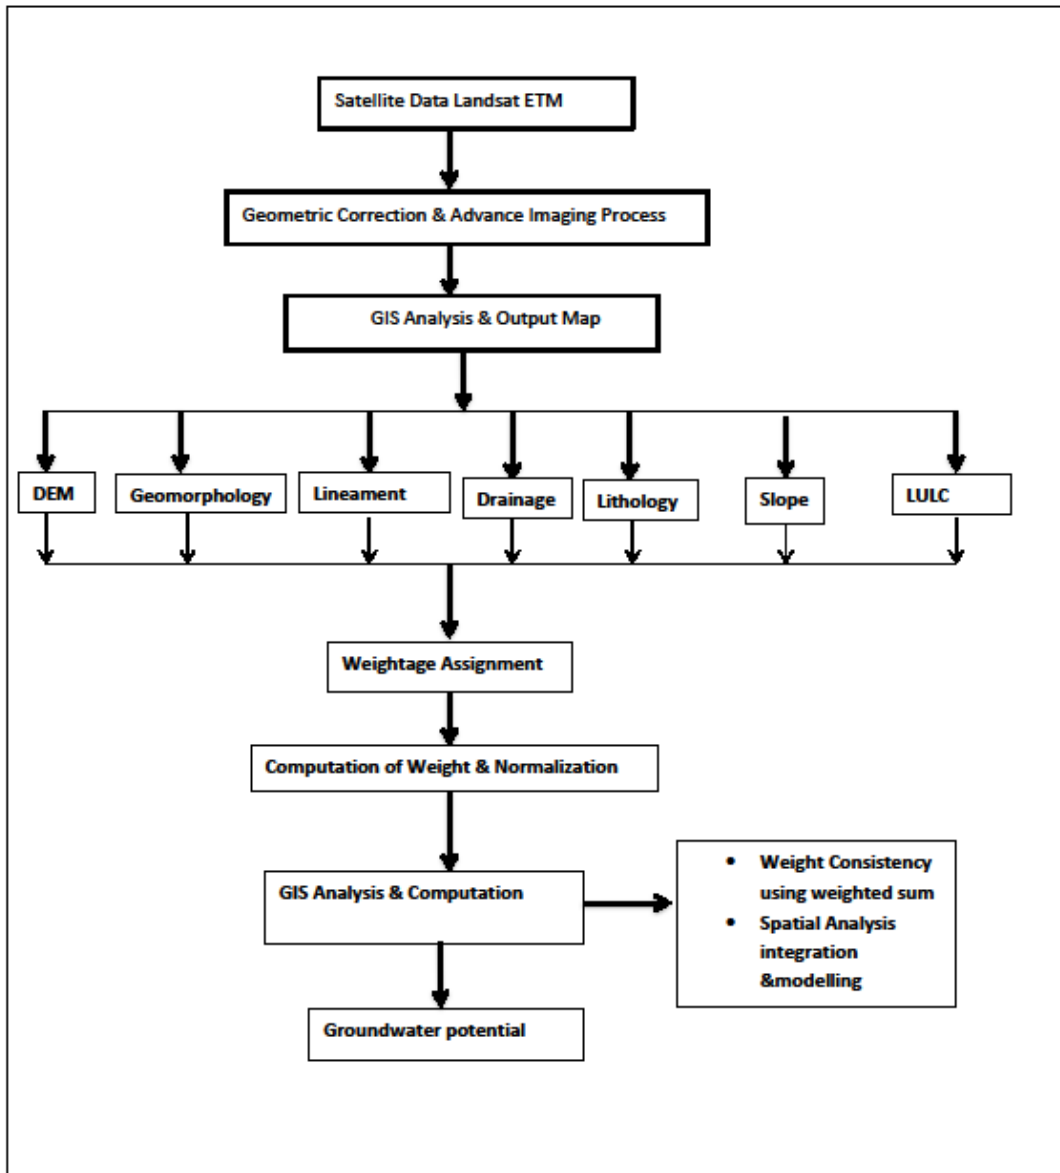 Satellite Data Landsat ETM
Geometric Correction & Advance Imaging Process
GIS Analysis & Output Map
DEM
Geomorphology
Lineament
Drainage
Lithology
Slope
LULC
Weightage Assignment
Computation of Weight & Normalization
GIS Analysis & Computation
• Weight Consistency
using weighted sum
• Spatial Analysis
integration
&modelling
Groundwater potential